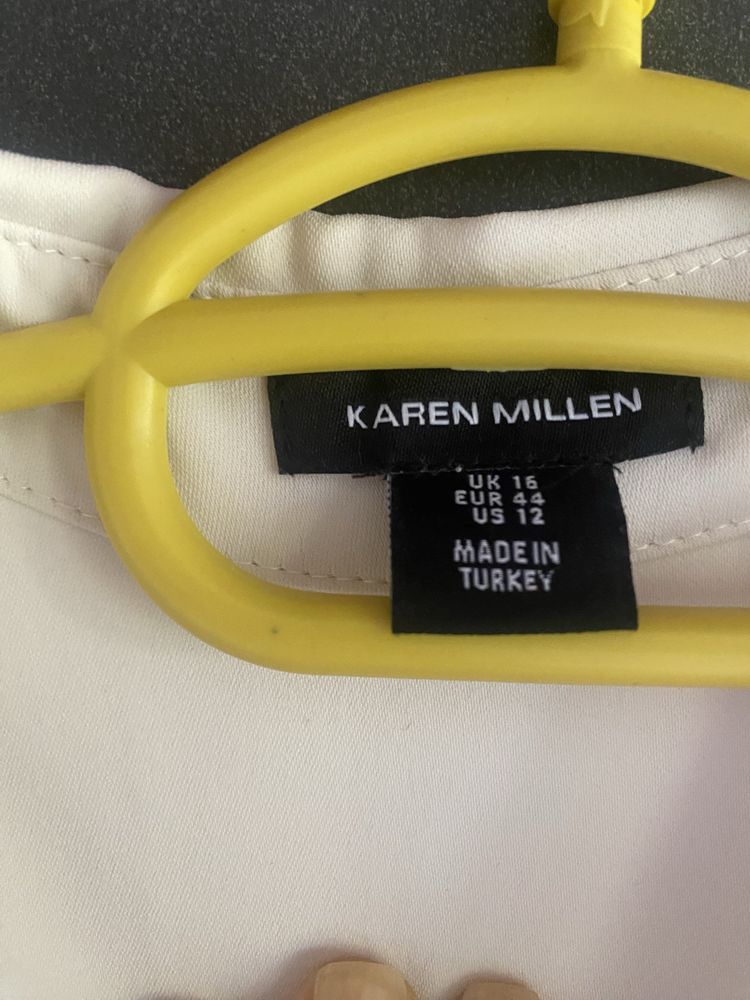 KAREN MILLEN
UK 16
EUR 44
US 12
MADE IN
TURKEY